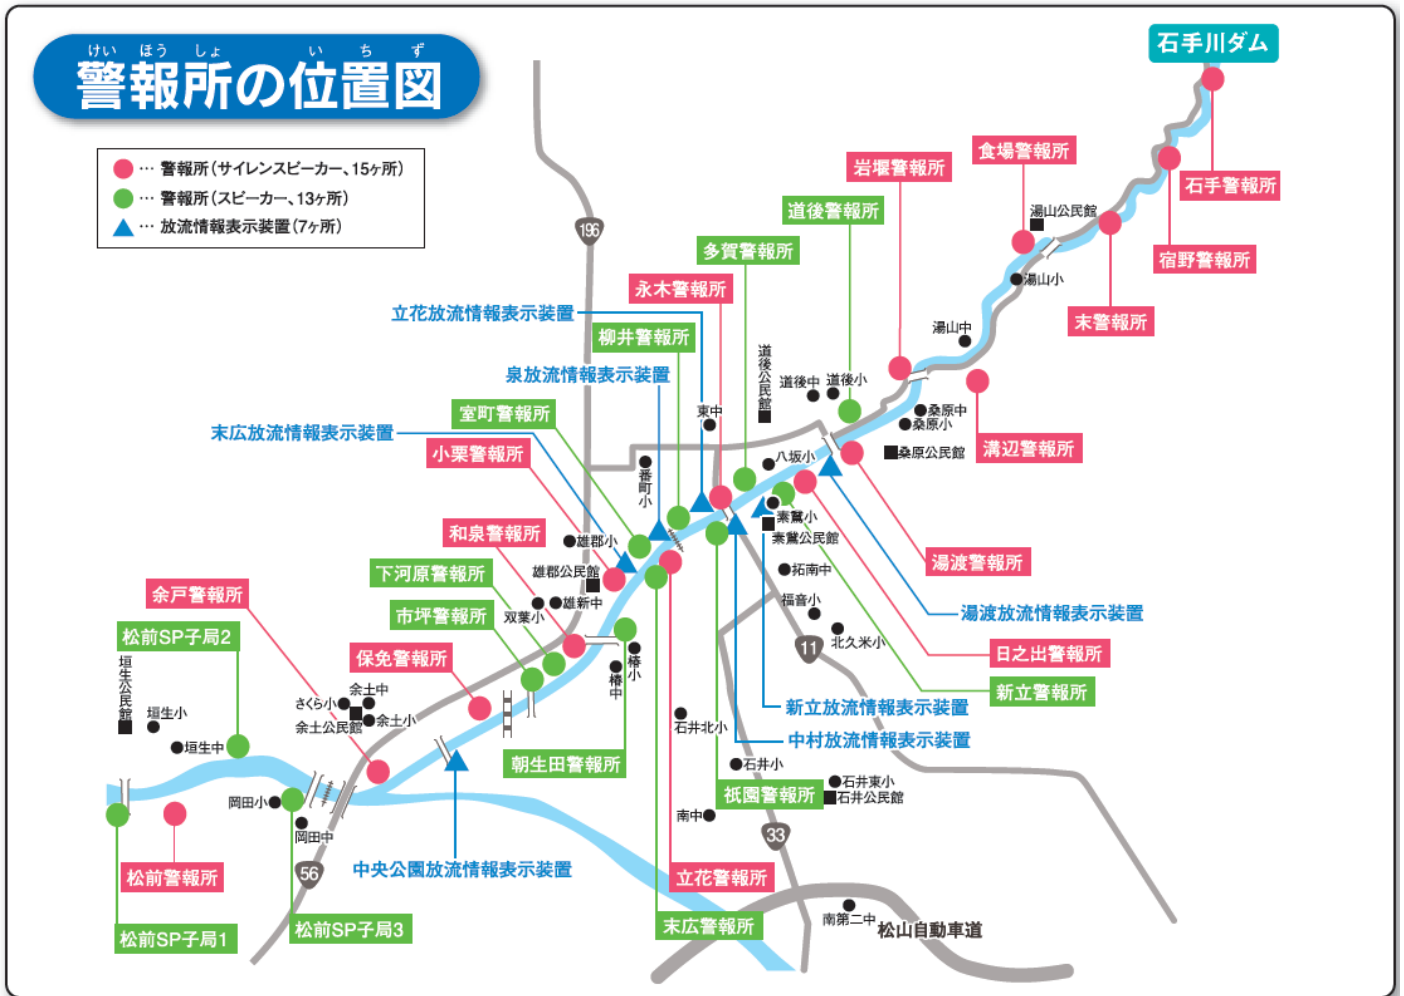 けい ほう しょ い ち ず
警報所の位置図
… 警報所(サイレンスピーカー、15ヶ所)
… 警報所(スピーカー、13ヶ所)
… 放流情報表示装置(7ヶ所)
石手川ダム
食場警報所
岩堰警報所
石手警報所
湯山公民館
道後警報所
宿野警報所
多賀警報所
196
湯山小
永木警報所
立花放流情報表示装置
末警報所
湯山中
柳井警報所
道後公民館
泉放流情報表示装置
道後中
道後小
室町警報所
東中
桑原中
桑原小
末広放流情報表示装置
小栗警報所
溝辺警報所
桑原公民館
八坂小
番町小
素鵞小
和泉警報所
素鵞公民館
雄郡小
湯渡警報所
下河原警報所
雄郡公民館
拓南中
余戸警報所
双葉小
雄新中
福音小
湯渡放流情報表示装置
市坪警報所
松前SP子局2
北久米小
11
日之出警報所
保免警報所
椿小
椿中
垣生公民館
新立警報所
余土中
さくら小
新立放流情報表示装置
垣生小
余土小
余土公民館
石井北小
中村放流情報表示装置
垣生中
朝生田警報所
石井小
石井東小
祇園警報所
石井公民館
岡田小
南中
岡田中
33
56
中央公園放流情報表示装置
松前警報所
立花警報所
南第二中
松山自動車道
末広警報所
松前SP子局3
松前SP子局1